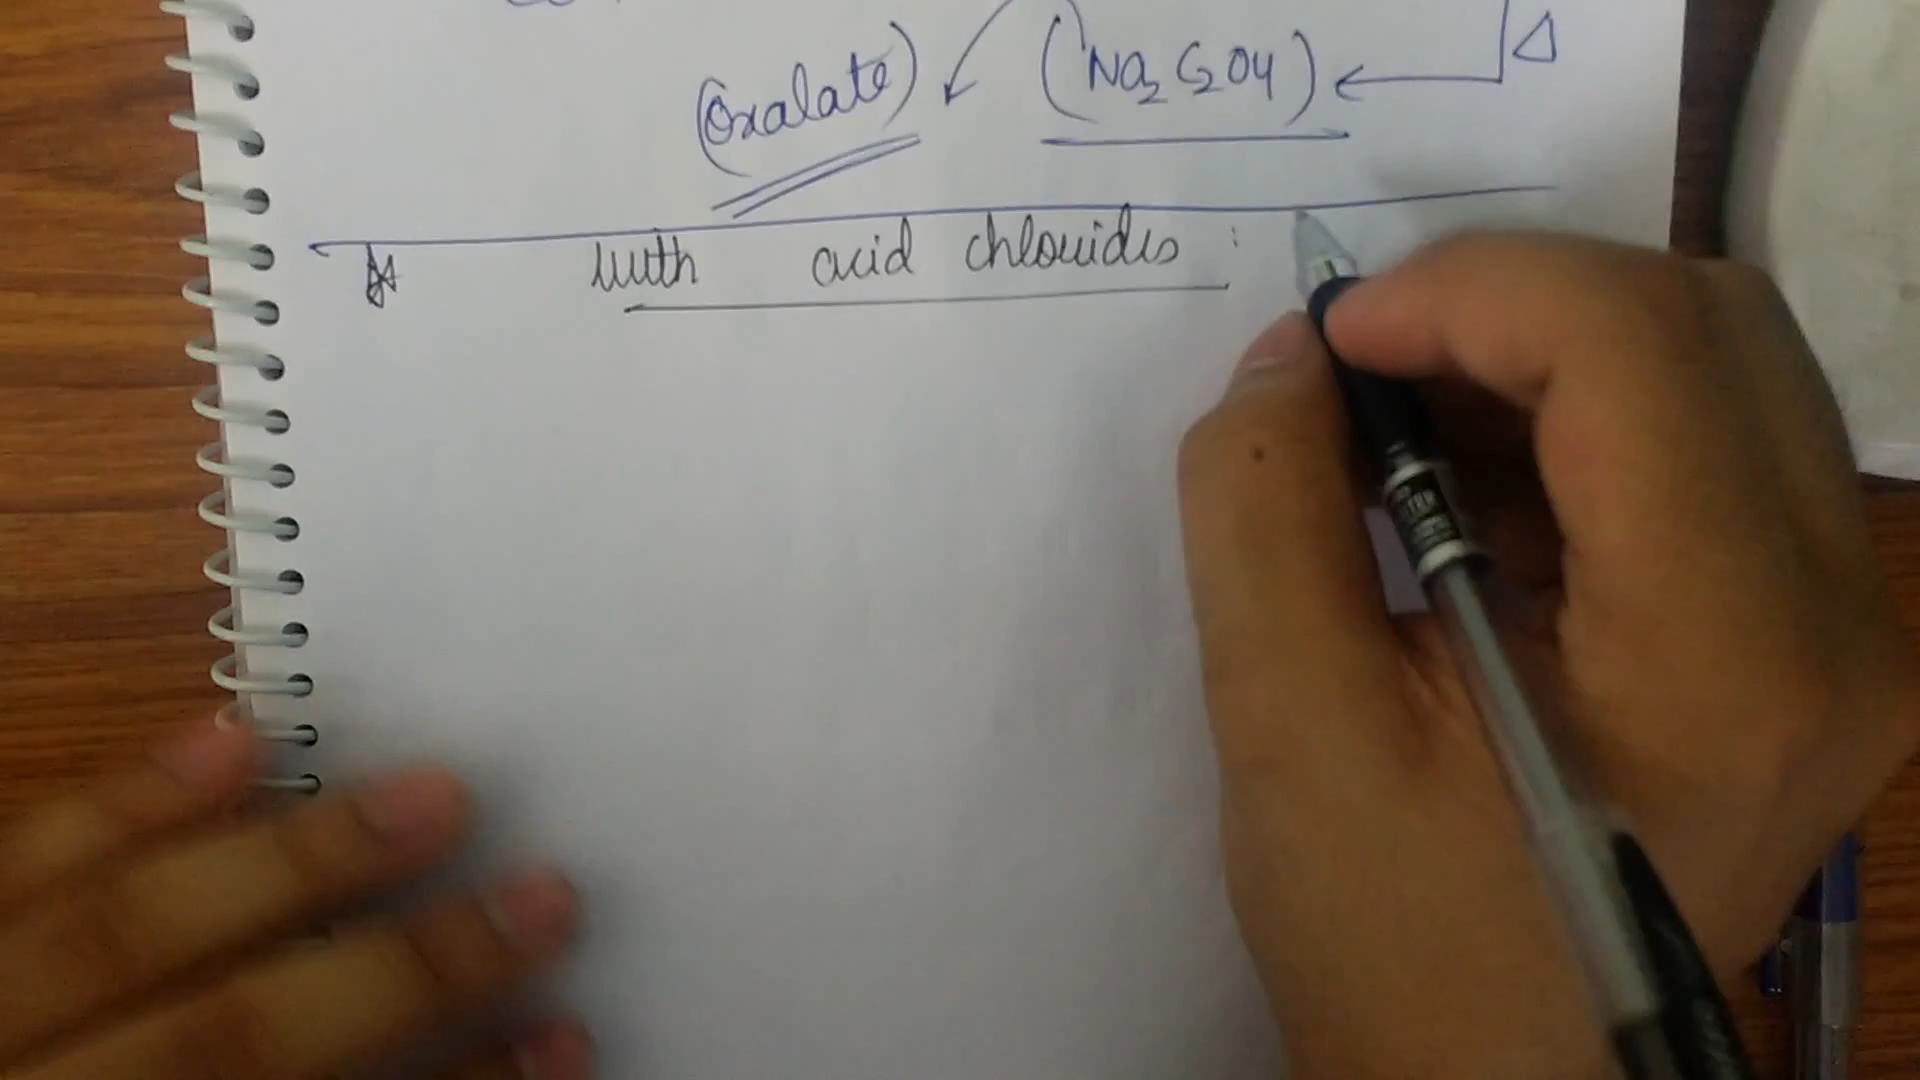 (Oxalate) (Na2C2O4) Δ
with acid chlorides :